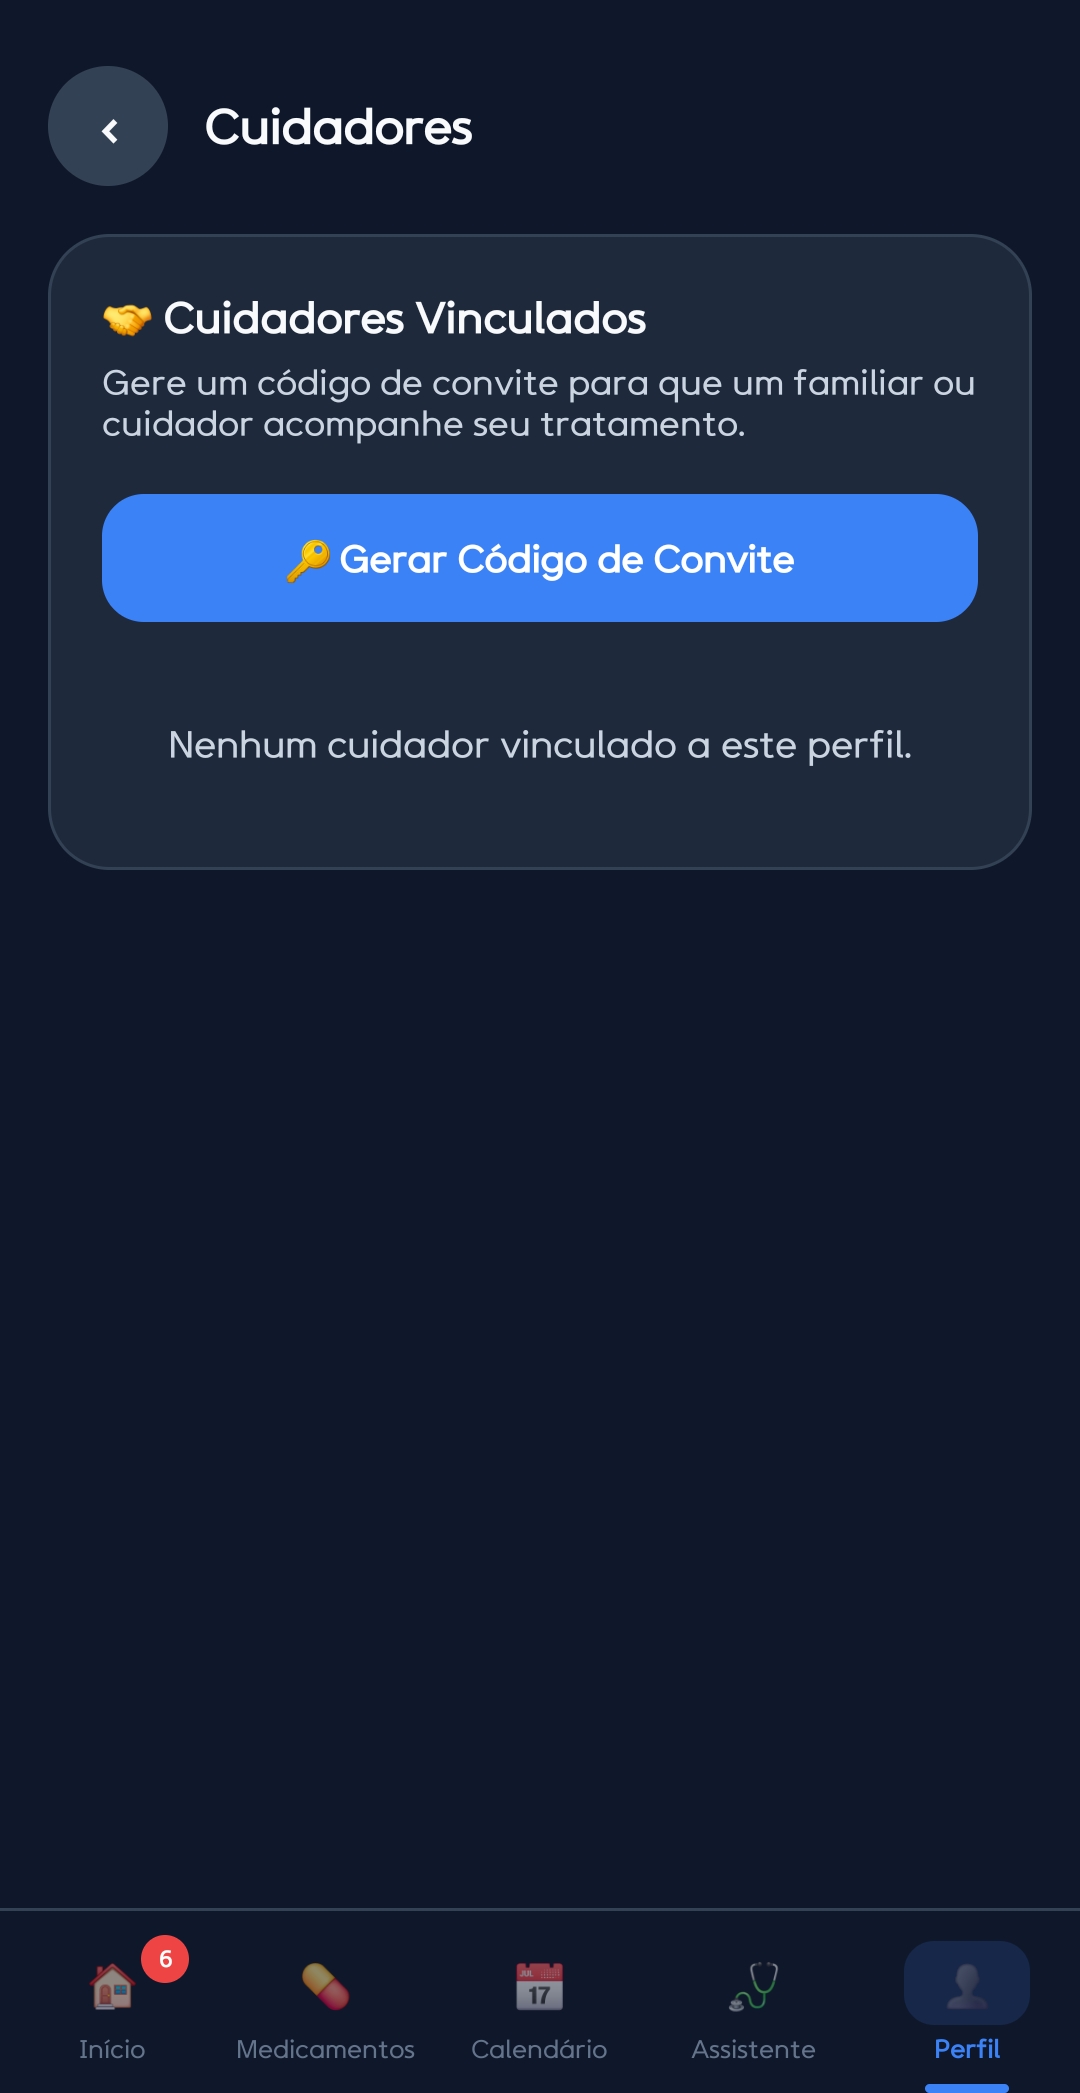 Cuidadores
🤝 Cuidadores Vinculados
Gere um código de convite para que um familiar ou
cuidador acompanhe seu tratamento.
🔑 Gerar Código de Convite
Nenhum cuidador vinculado a este perfil.
6
JUL
17
Início
Medicamentos
Calendário
Assistente
Perfil